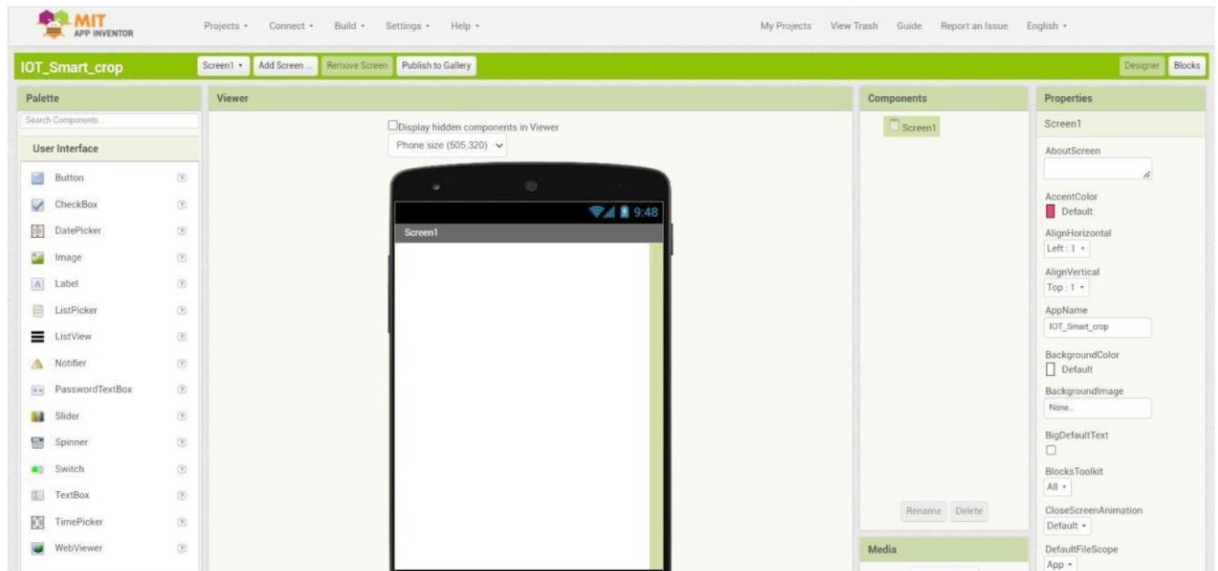 MIT
APP INVENTOR
Projects Connect Build Settings Help My Projects View Trash Guide Report an Issue English
IOT_Smart_crop Screen1 Add Screen ... Remove Screen Publish to Gallery Designer Blocks
Palette Viewer Components Properties
Search Components...
User Interface
Button
CheckBox
DatePicker
Image
Label
ListPicker
ListView
Notifier
PasswordTextBox
Slider
Spinner
Switch
TextBox
TimePicker
WebViewer
Display hidden components in Viewer
Phone size (505,320)
9:48
Screen1
Screen1
Rename Delete
Media
Screen1
AboutScreen
AccentColor
Default
AlignHorizontal
Left : 1
AlignVertical
Top : 1
AppName
IOT_Smart_crop
BackgroundColor
Default
BackgroundImage
None...
BigDefaultText
BlocksToolkit
All
CloseScreenAnimation
Default
DefaultFileScope
App